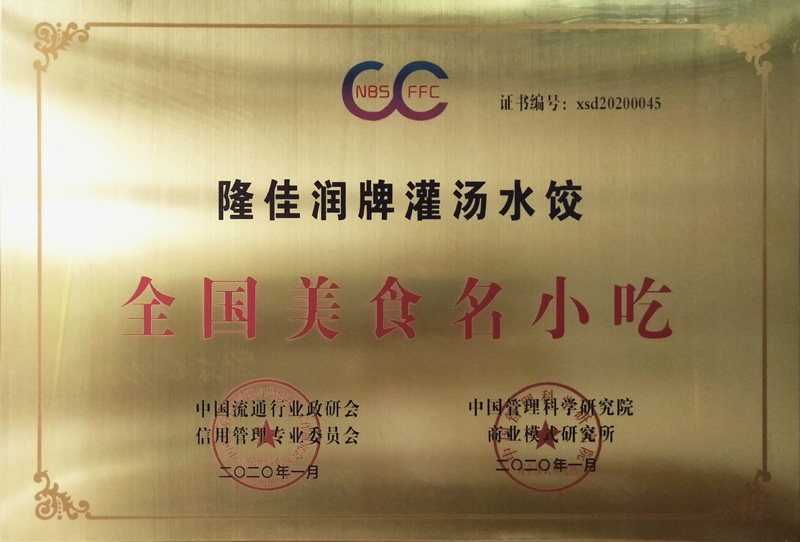 NBS FFC
证书编号：xsd20200045
隆佳润牌灌汤水饺
全国美食名小吃
中国流通行业政研会
信用管理专业委员会
二〇二〇年一月
中国管理科学研究院
商业模式研究所
二〇二〇年一月